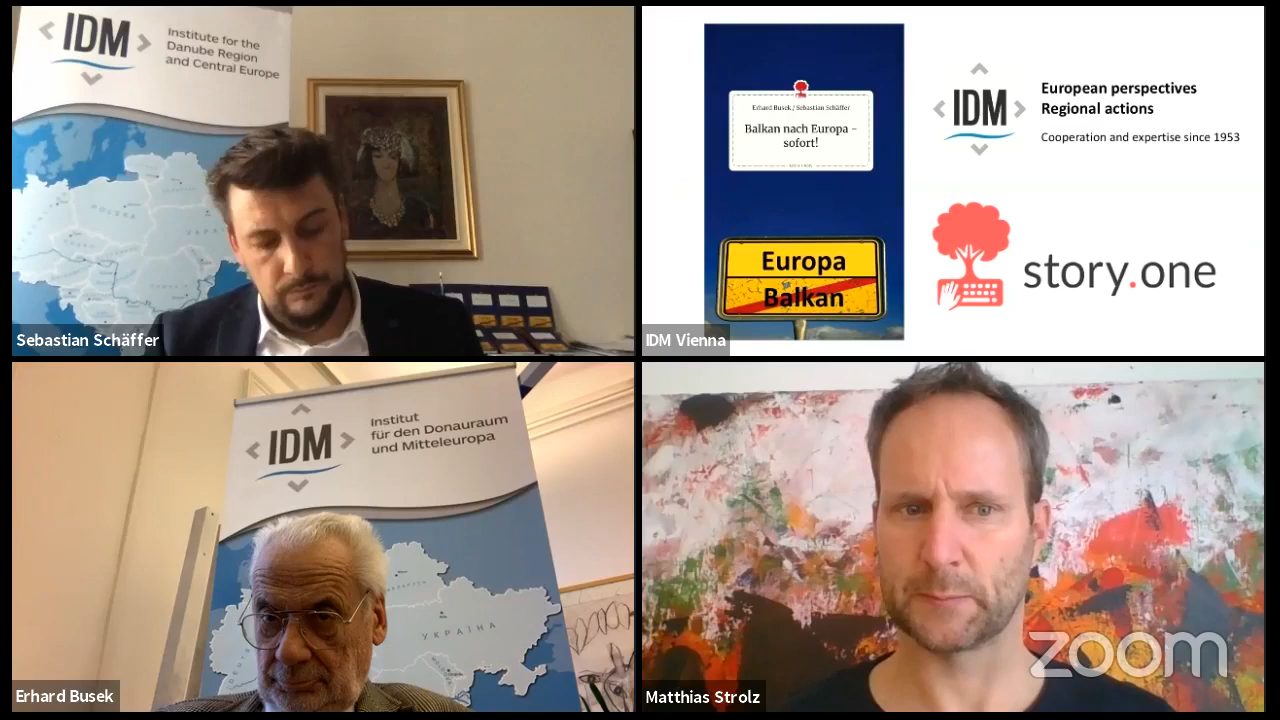 IDM
Institute for the
Danube Region
and Central Europe
POLSKA
Sebastian Schäffer
Erhard Busek / Sebastian Schäffer
Balkan nach Europa –
sofort!
Europa
Balkan
IDM
European perspectives
Regional actions
Cooperation and expertise since 1953
story.one
IDM Vienna
IDM
Institut
für den Donauraum
und Mitteleuropa
УКРАЇНА
Erhard Busek
Matthias Strolz
zoom